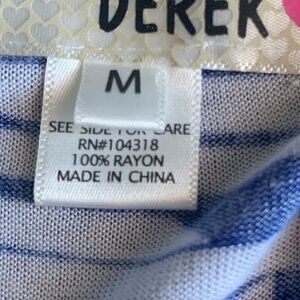 DEREK
M
SEE SIDE FOR CARE
RN#104318
100% RAYON
MADE IN CHINA